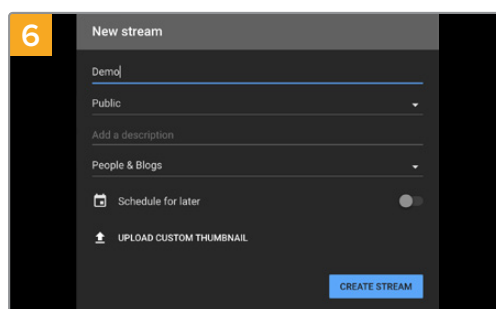 6
New stream
Demo
Public
Add a description
People & Blogs
Schedule for later
UPLOAD CUSTOM THUMBNAIL
CREATE STREAM